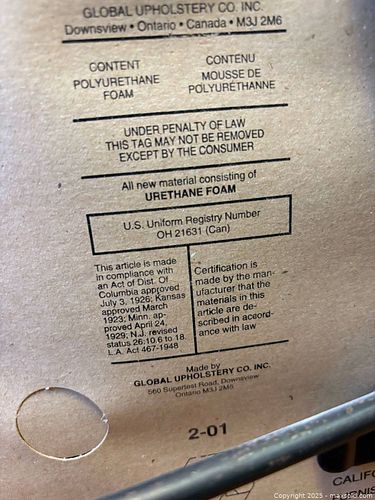 GLOBAL UPHOLSTERY CO. INC.
Downsview • Ontario • Canada • M3J 2M6
CONTENT
POLYURETHANE
FOAM
CONTENU
MOUSSE DE
POLYURÉTHANNE
UNDER PENALTY OF LAW
THIS TAG MAY NOT BE REMOVED
EXCEPT BY THE CONSUMER
All new material consisting of
URETHANE FOAM
U.S. Uniform Registry Number
OH 21631 (Can)
This article is made
in compliance with
an Act of Dist. Of
Columbia approved
July 3, 1926; Kansas
approved March
1923; Minn. ap-
proved April 24,
1929; N.J. revised
status 26:10.6 to 18.
L.A. Act 467-1948
Certification is
made by the man-
ufacturer that the
materials in this
article are de-
scribed in acord-
ance with law
Made by
GLOBAL UPHOLSTERY CO. INC.
560 Supertest Road, Downsview
Ontario M3J 2M6
2-01
CALIFO
Copyright 2025 - maxsold.com